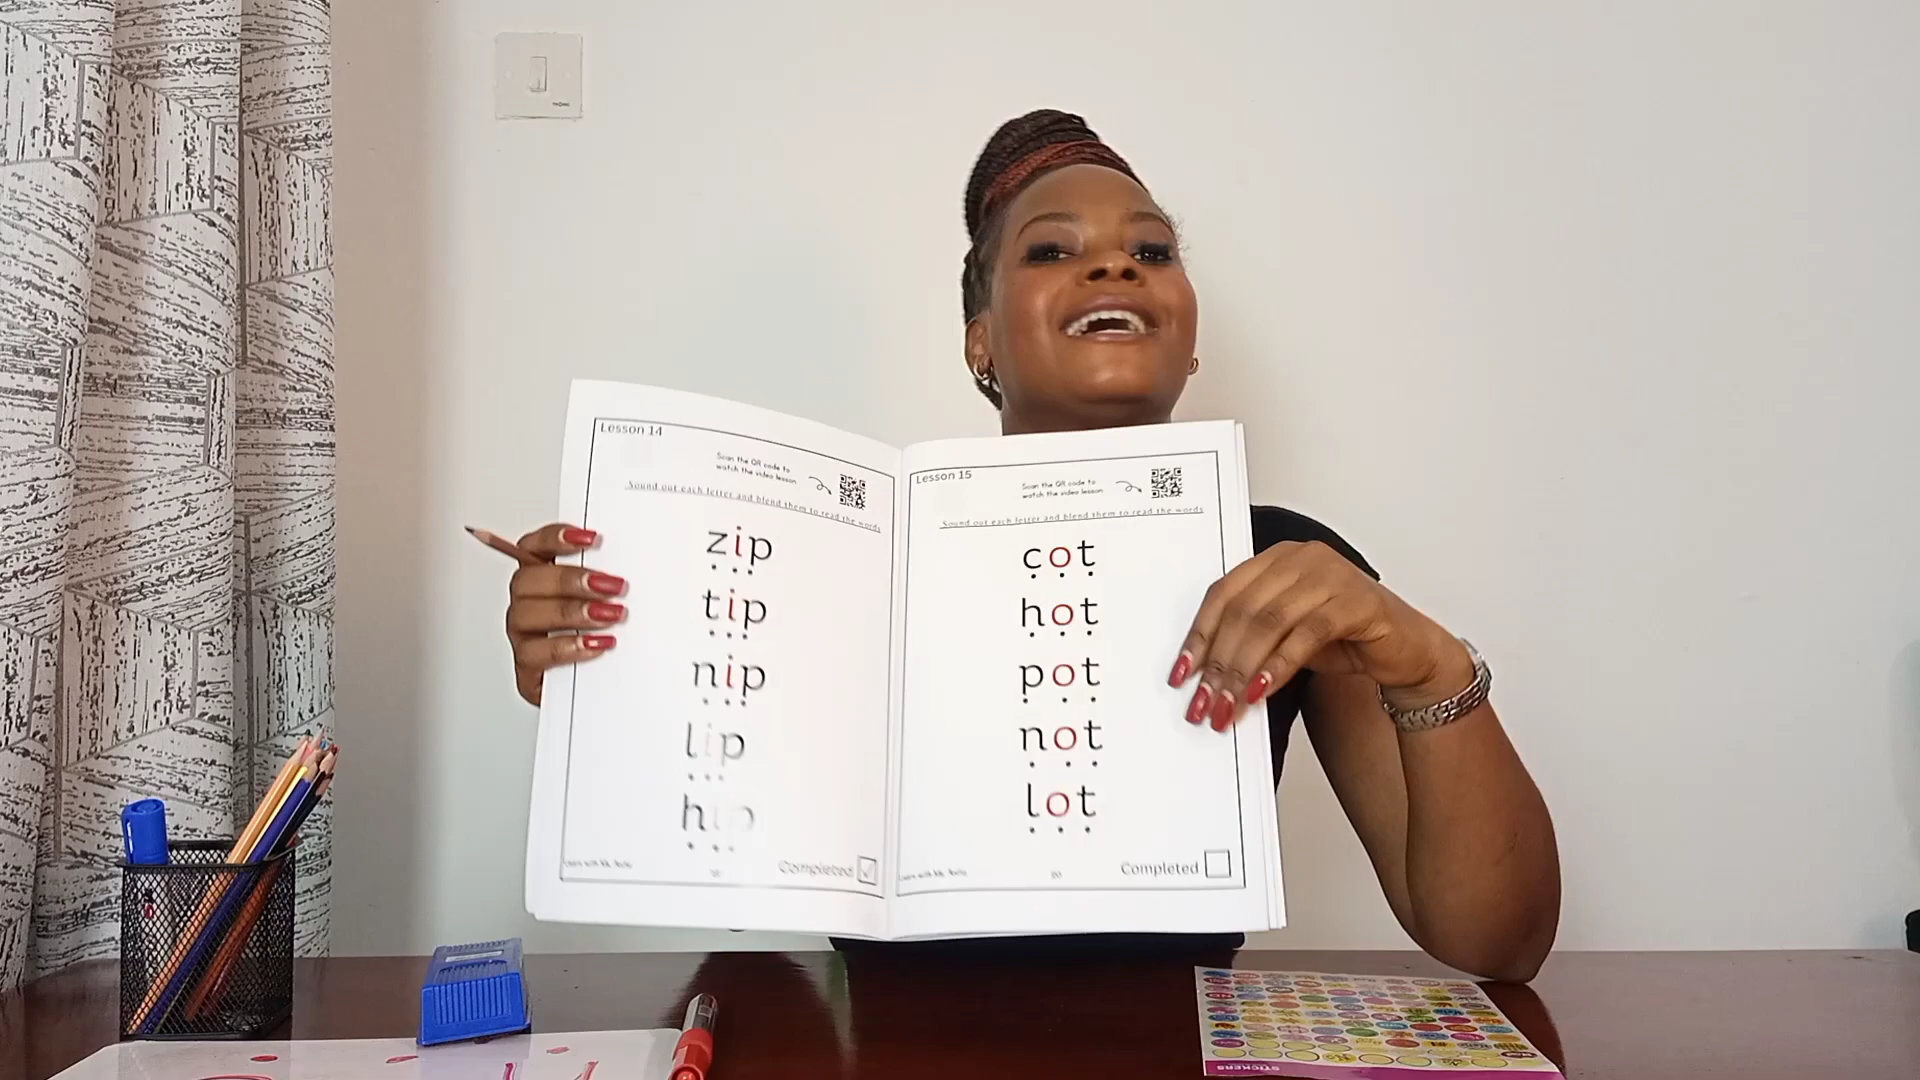 Lesson 14
Scan the QR code to
watch the video lesson
Sound out each letter and blend them to read the words
zip
tip
nip
lip
hip
Completed
Lesson 15
Scan the QR code to
watch the video lesson
Sound out each letter and blend them to read the words
cot
hot
pot
not
lot
Completed
STICKERS